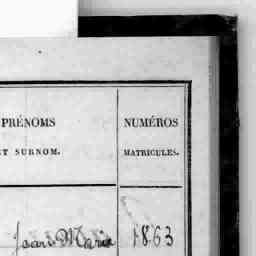 PRÉNOMS NUMÉROS
ET SURNOM. MATRICULES.
Jean Marie 1863